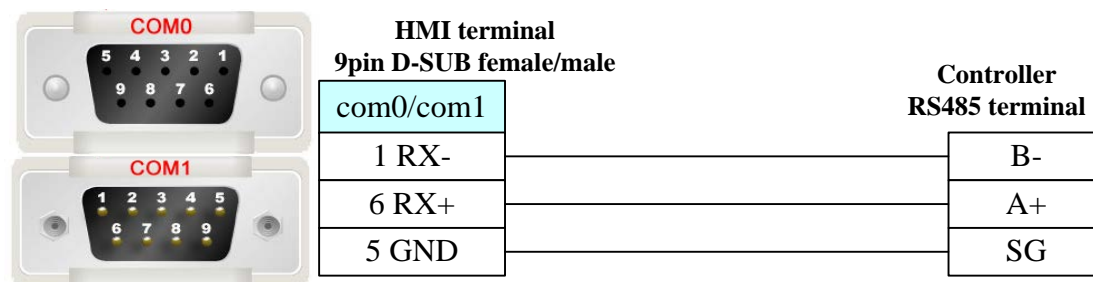 COM0
5 4 3 2 1
9 8 7 6
COM1
1 2 3 4 5
6 7 8 9
HMI terminal
9pin D-SUB female/male
com0/com1
1 RX-
6 RX+
5 GND
Controller
RS485 terminal
B-
A+
SG